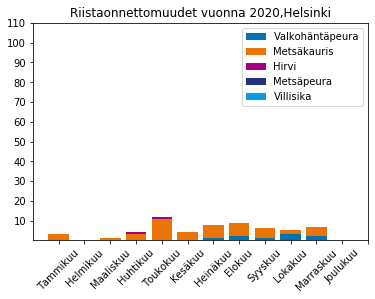 Riistaonnettomuudet vuonna 2020,Helsinki
110
100
90
80
70
60
50
40
30
20
10
Valkohäntäpeura
Metsäkauris
Hirvi
Metsäpeura
Villisika
Tammikuu
Helmikuu
Maaliskuu
Huhtikuu
Toukokuu
Kesäkuu
Heinäkuu
Elokuu
Syyskuu
Lokakuu
Marraskuu
Joulukuu